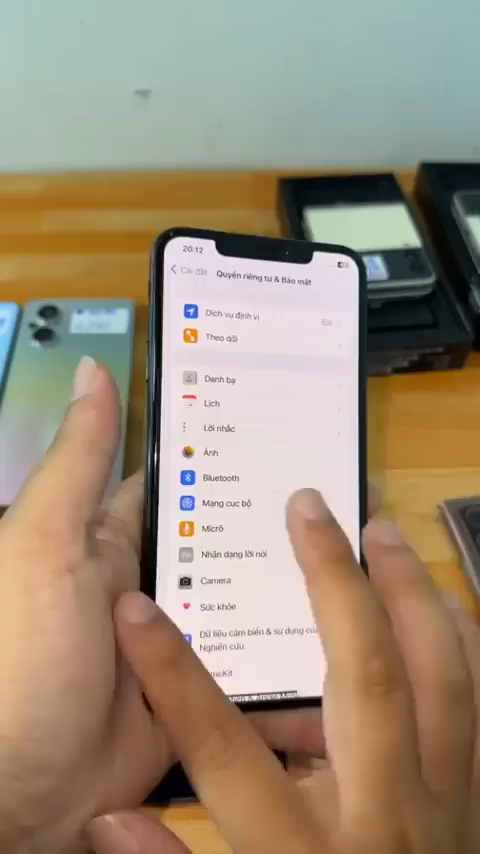 20:12
Cài đặt
Quyền riêng tư & Bảo mật
Dịch vụ định vị
Bật
Theo dõi
Danh bạ
Lịch
Lời nhắc
Ảnh
Bluetooth
Mạng cục bộ
Micrô
Nhận dạng lời nói
Camera
Sức khỏe
Dữ liệu cảm biến & sử dụng của
Nghiên cứu
meKit